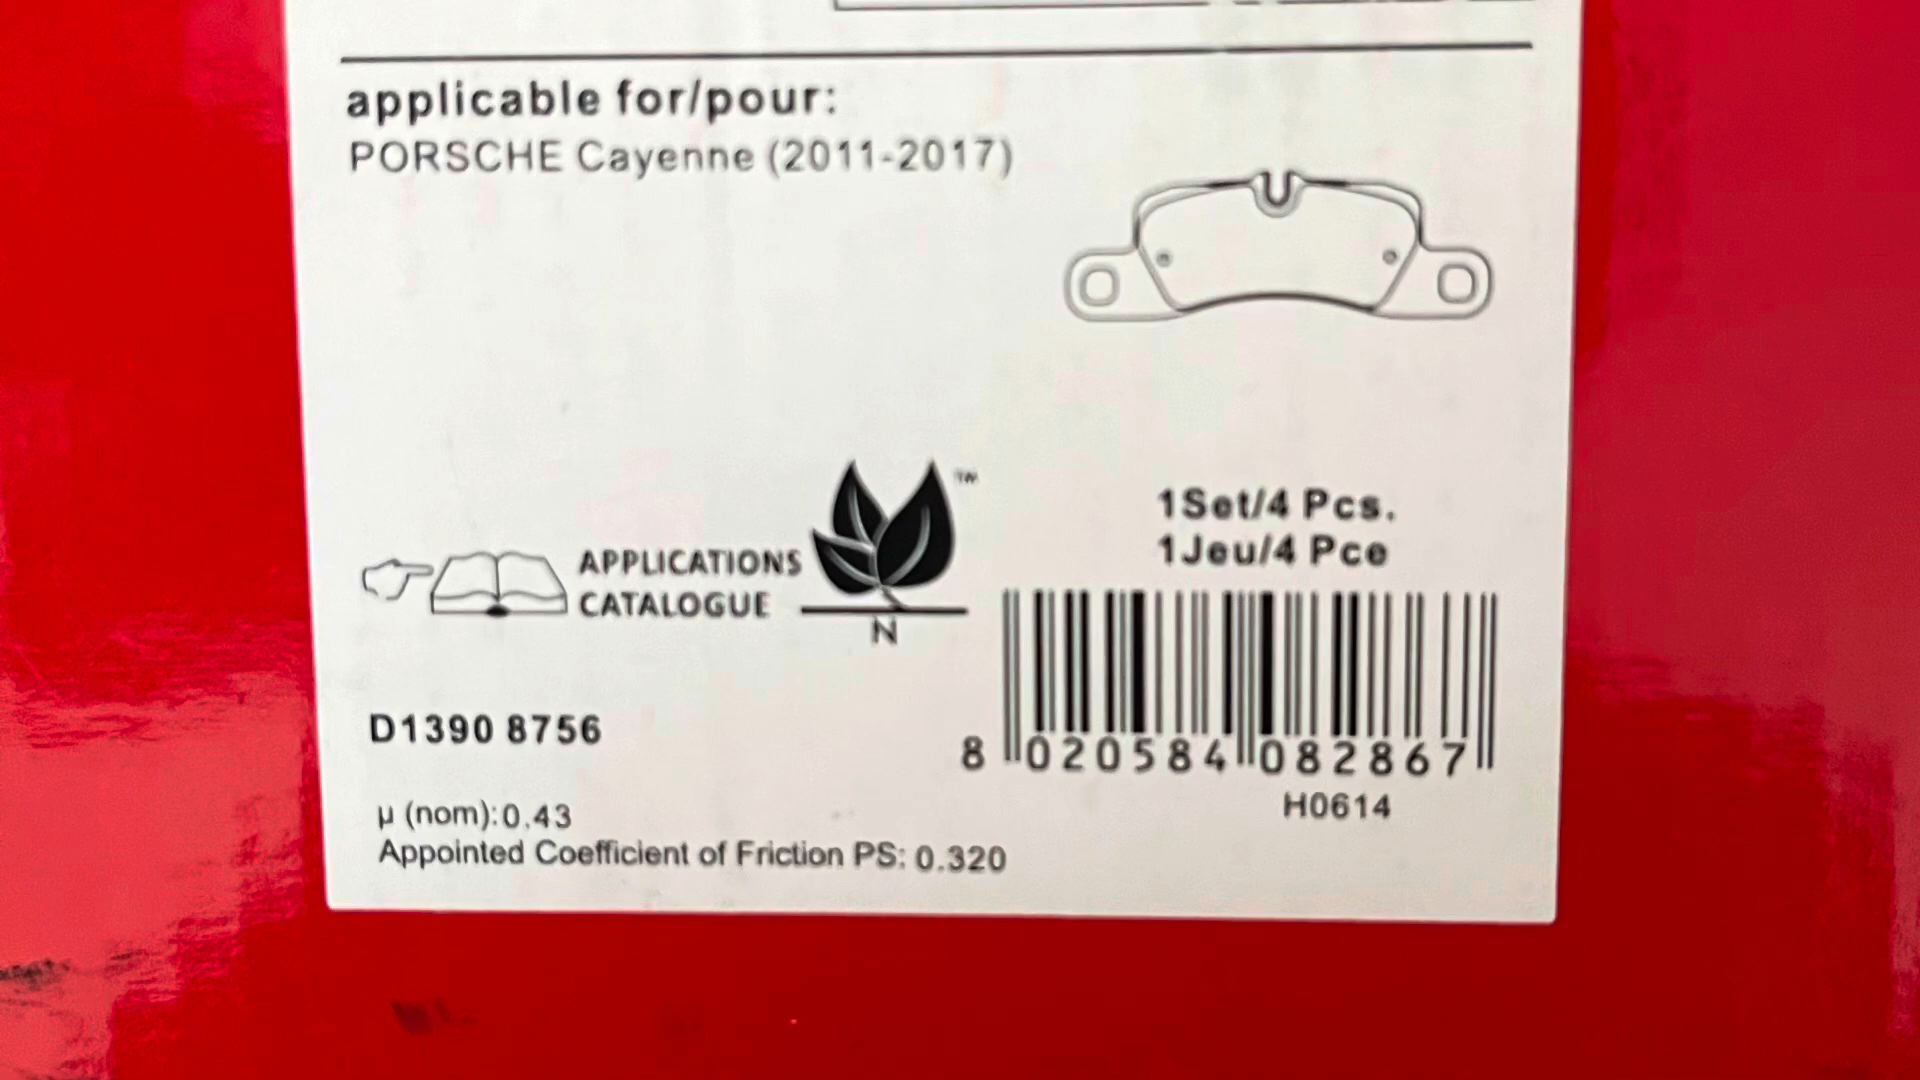 applicable for/pour:
PORSCHE Cayenne (2011-2017)
1Set/4 Pcs.
1Jeu/4 Pce
APPLICATIONS
CATALOGUE
TM
N
D1390 8756
8 020584 082867
H0614
µ (nom):0.43
Appointed Coefficient of Friction PS: 0.320